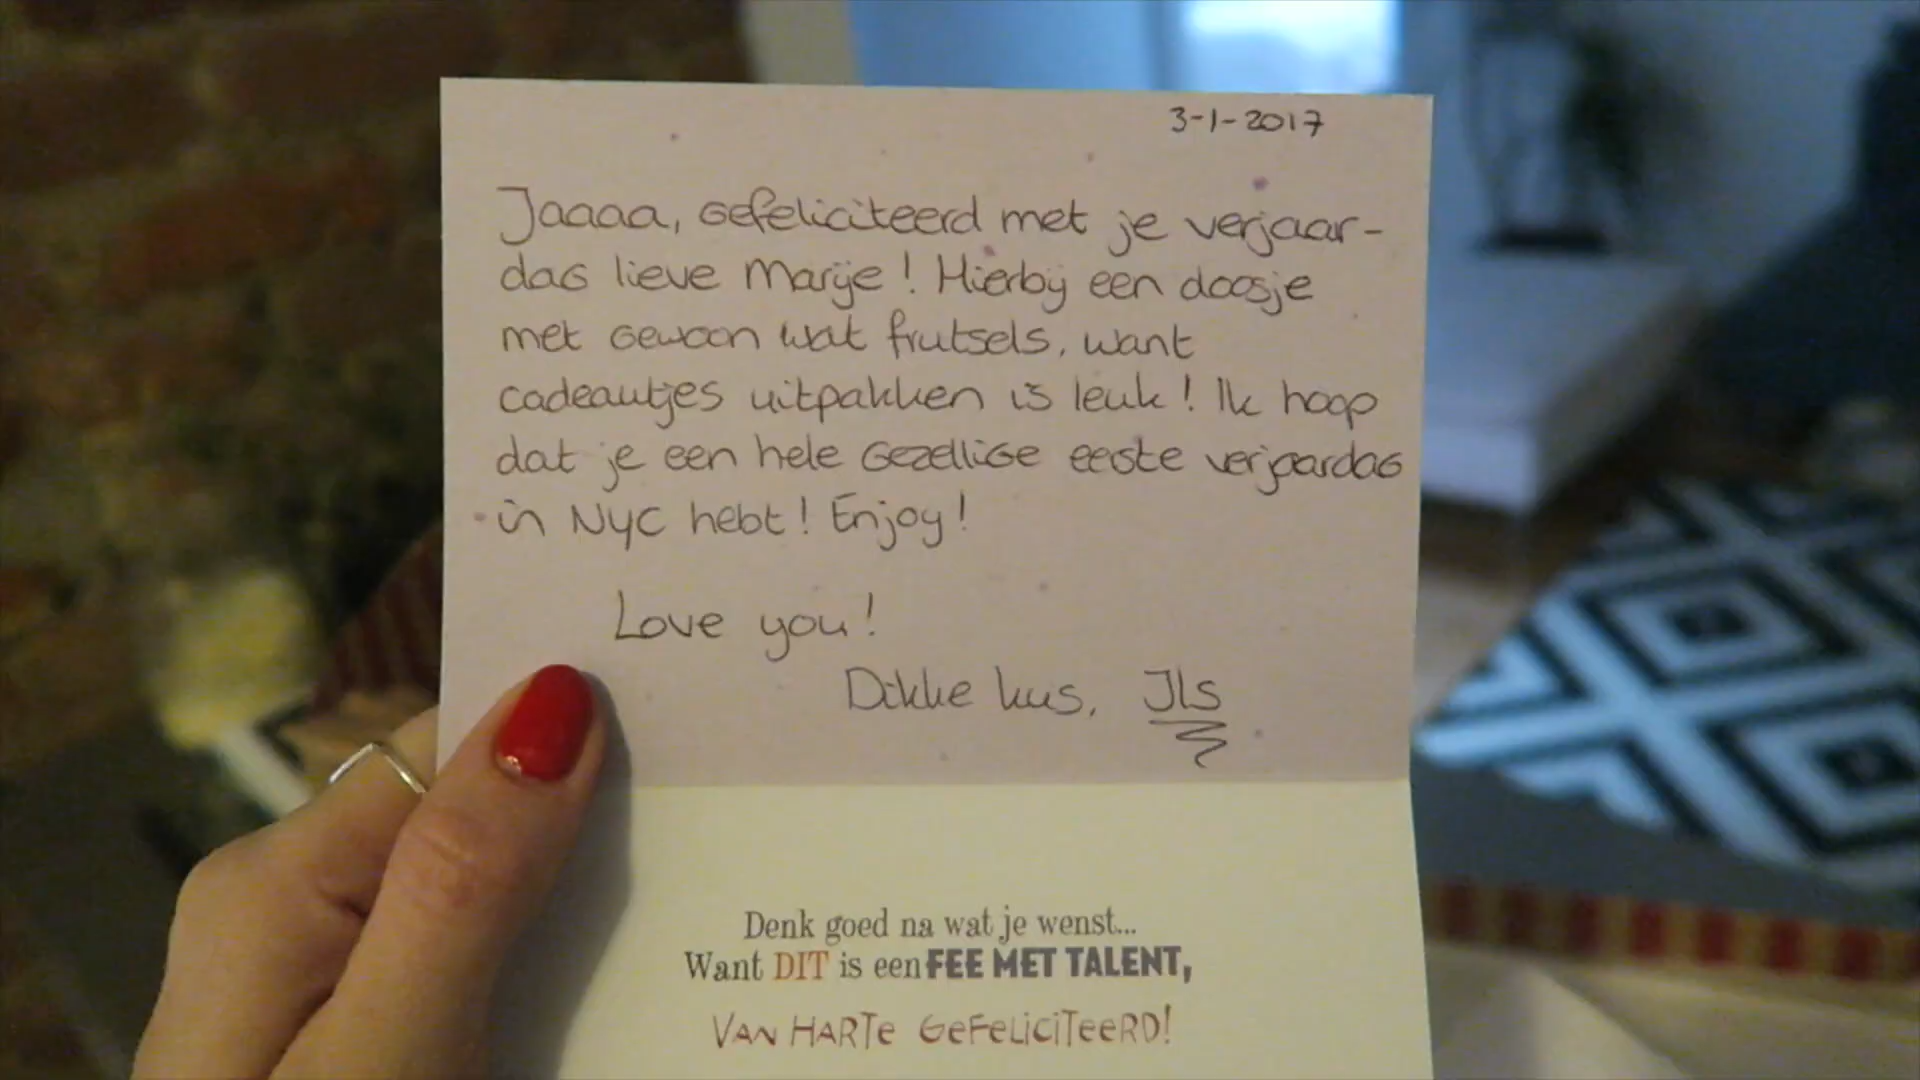 3-1-2017
Jaaaa, Gefeliciteerd met je verjaar-
dag lieve Marije! Hierbij een doosje
met gewoon wat frutsels, want
cadeautjes uitpakken is leuk! Ik hoop
dat je een hele gezellige eerste verjaardag
in NYC hebt! Enjoy!
Love you!
Dikke kus, Ils
Denk goed na wat je wenst...
Want DIT is een FEE MET TALENT,
VAN HARTE GEFELICITEERD!